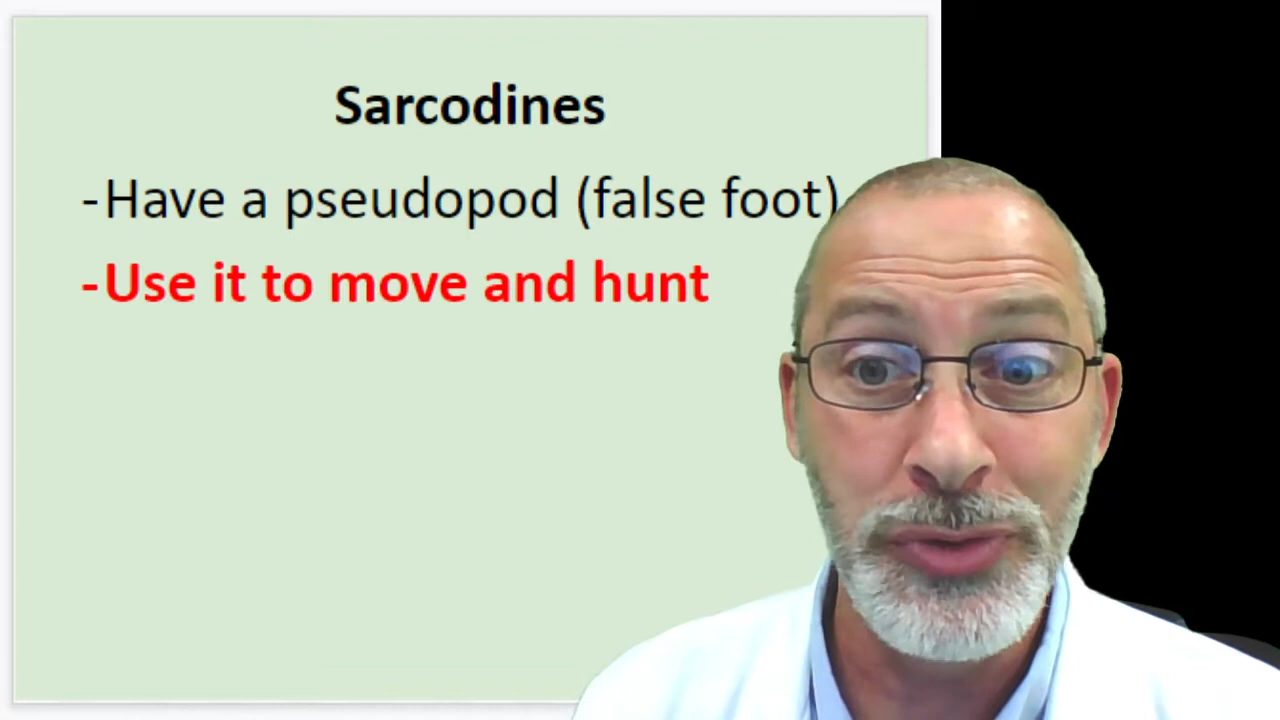 Sarcodines
-Have a pseudopod (false foot)
-Use it to move and hunt